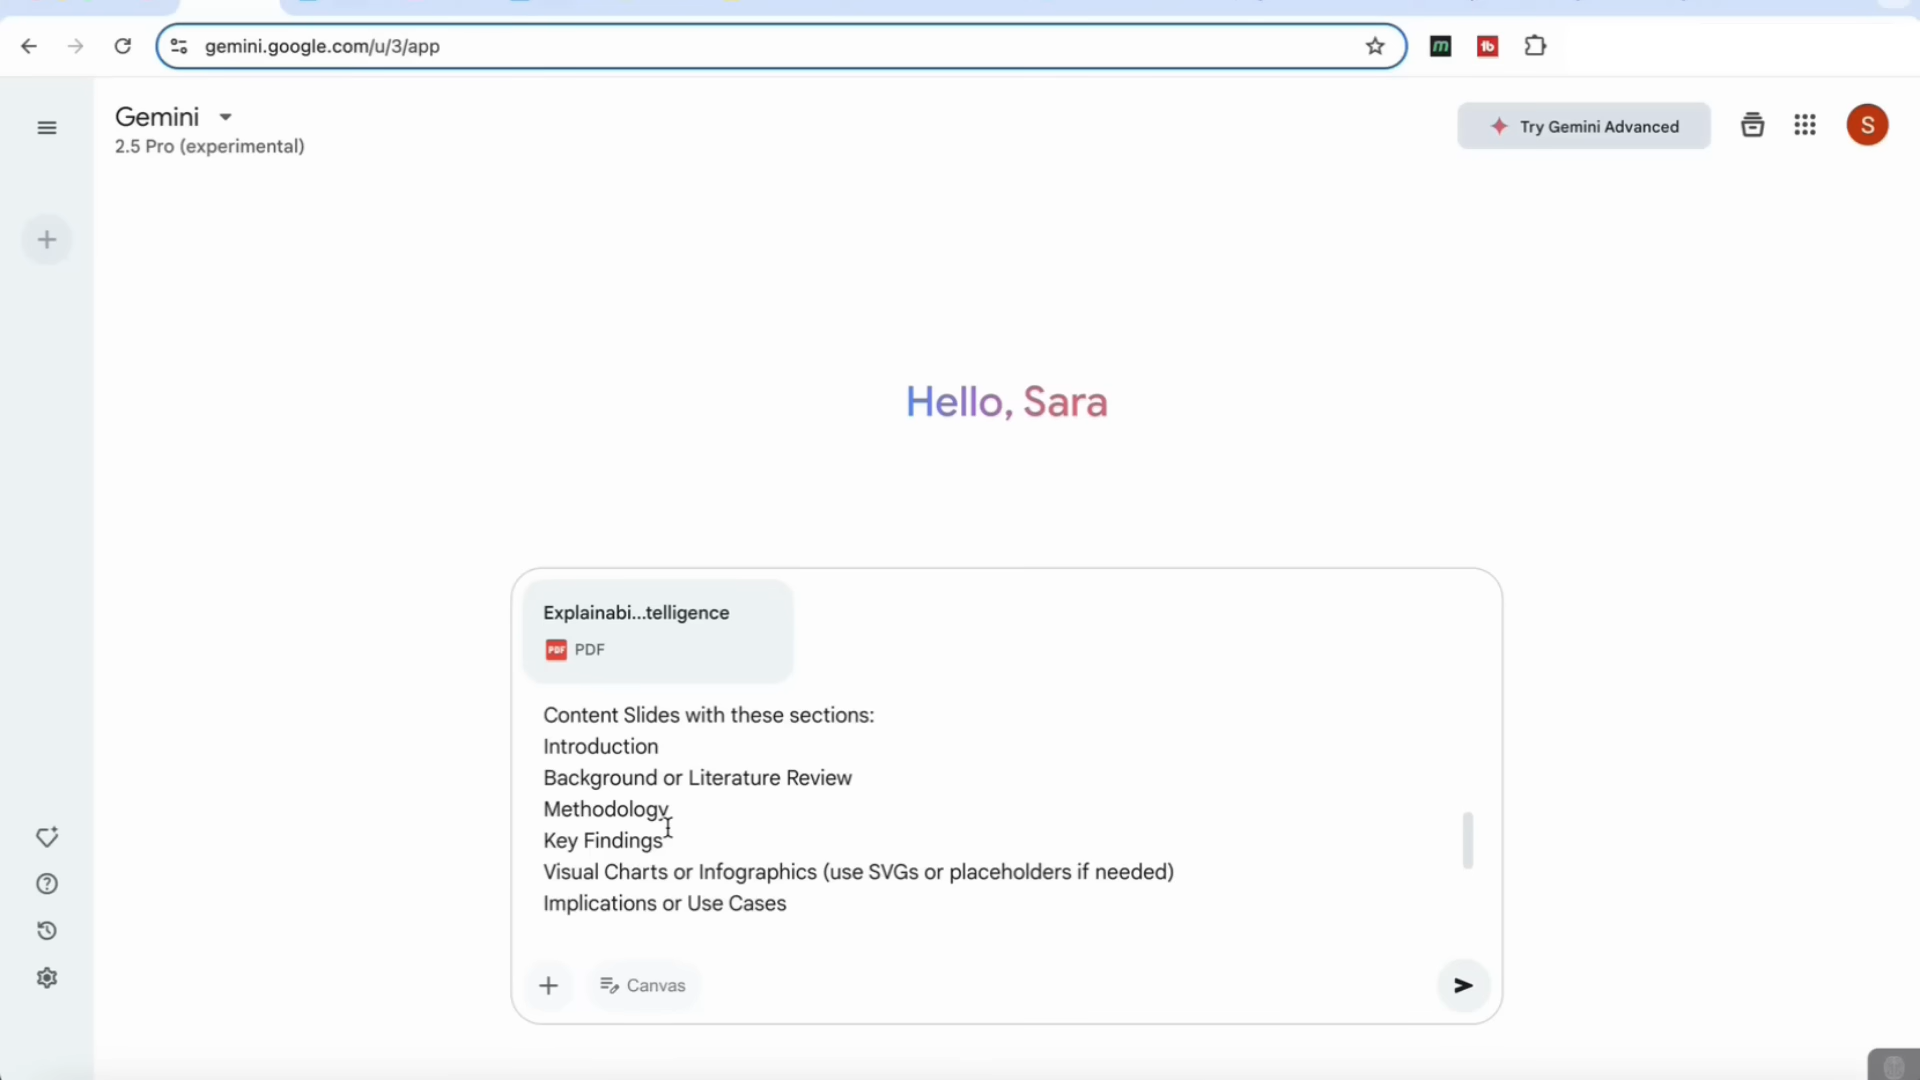 gemini.google.com/u/3/app
m
tb
Gemini
2.5 Pro (experimental)
Try Gemini Advanced
S
Hello, Sara
Explainabi...telligence
PDF PDF
Content Slides with these sections:
Introduction
Background or Literature Review
Methodology
Key Findings
Visual Charts or Infographics (use SVGs or placeholders if needed)
Implications or Use Cases
Canvas